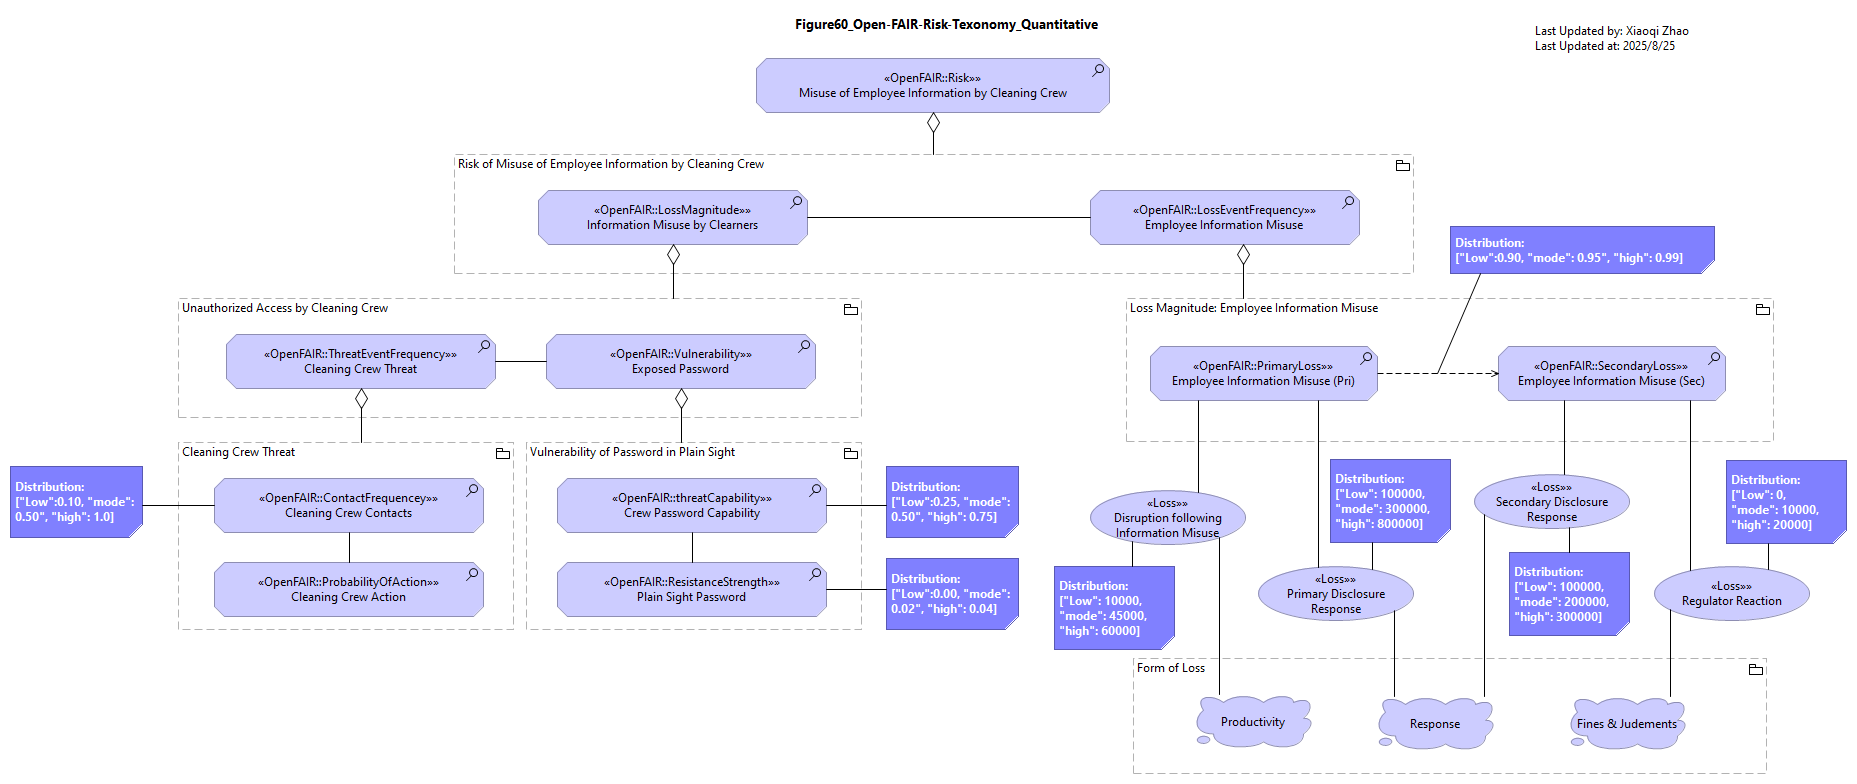 Figure60_Open-FAIR-Risk-Texonomy_Quantitative
Last Updated by: Xiaoqi Zhao
Last Updated at: 2025/8/25
«OpenFAIR::Risk»»
Misuse of Employee Information by Cleaning Crew
Risk of Misuse of Employee Information by Cleaning Crew
«OpenFAIR::LossMagnitude»»
Information Misuse by Clearners
«OpenFAIR::LossEventFrequency»»
Employee Information Misuse
Distribution:
["Low":0.90, "mode": 0.95", "high": 0.99]
Unauthorized Access by Cleaning Crew
«OpenFAIR::ThreatEventFrequency»»
Cleaning Crew Threat
«OpenFAIR::Vulnerability»»
Exposed Password
Loss Magnitude: Employee Information Misuse
«OpenFAIR::PrimaryLoss»»
Employee Information Misuse (Pri)
«OpenFAIR::SecondaryLoss»»
Employee Information Misuse (Sec)
Cleaning Crew Threat
Distribution:
["Low":0.10, "mode":
0.50", "high": 1.0]
«OpenFAIR::ContactFrequencey»»
Cleaning Crew Contacts
«OpenFAIR::ProbabilityOfAction»»
Cleaning Crew Action
Vulnerability of Password in Plain Sight
«OpenFAIR::threatCapability»»
Crew Password Capability
Distribution:
["Low":0.25, "mode":
0.50", "high": 0.75]
«OpenFAIR::ResistanceStrength»»
Plain Sight Password
Distribution:
["Low":0.00, "mode":
0.02", "high": 0.04]
«Loss»»
Disruption following
Information Misuse
Distribution:
["Low": 10000,
"mode": 45000,
"high": 60000]
Distribution:
["Low": 100000,
"mode": 300000,
"high": 800000]
«Loss»»
Primary Disclosure
Response
«Loss»»
Secondary Disclosure
Response
Distribution:
["Low": 100000,
"mode": 200000,
"high": 300000]
Distribution:
["Low": 0,
"mode": 10000,
"high": 20000]
«Loss»»
Regulator Reaction
Form of Loss
Productivity
Response
Fines & Judements